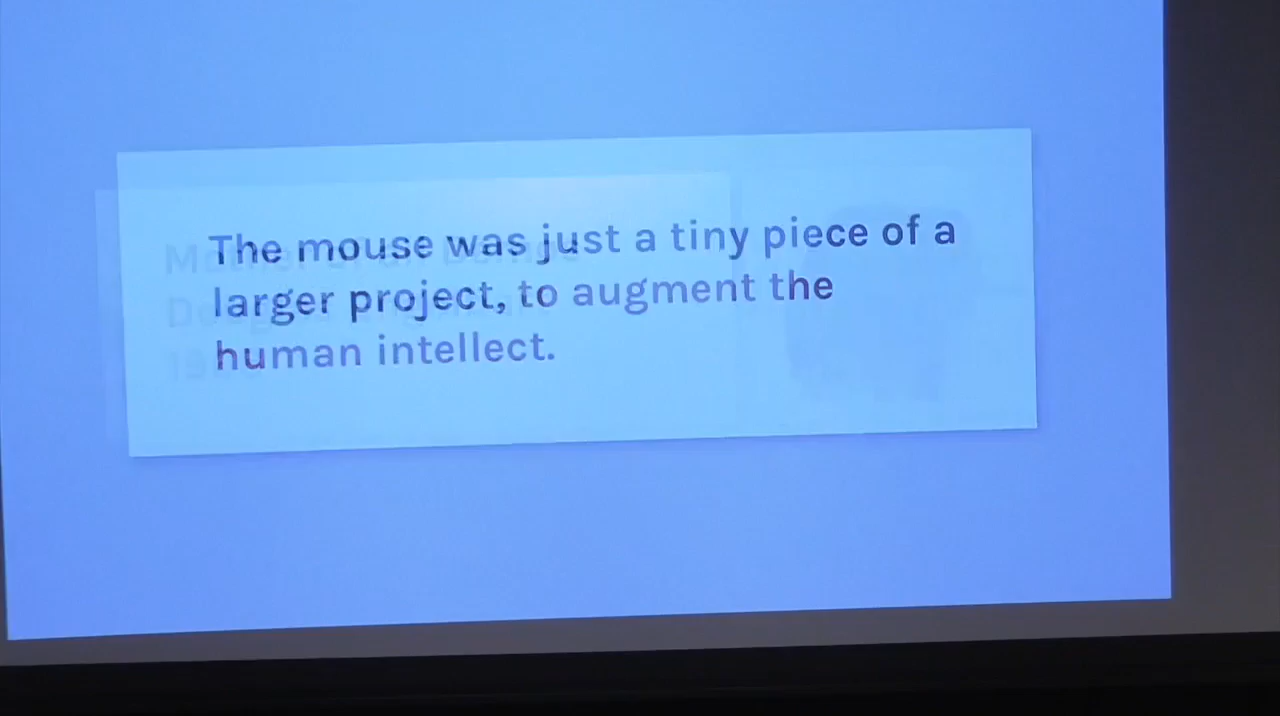 The mouse was just a tiny piece of a
larger project, to augment the
human intellect.